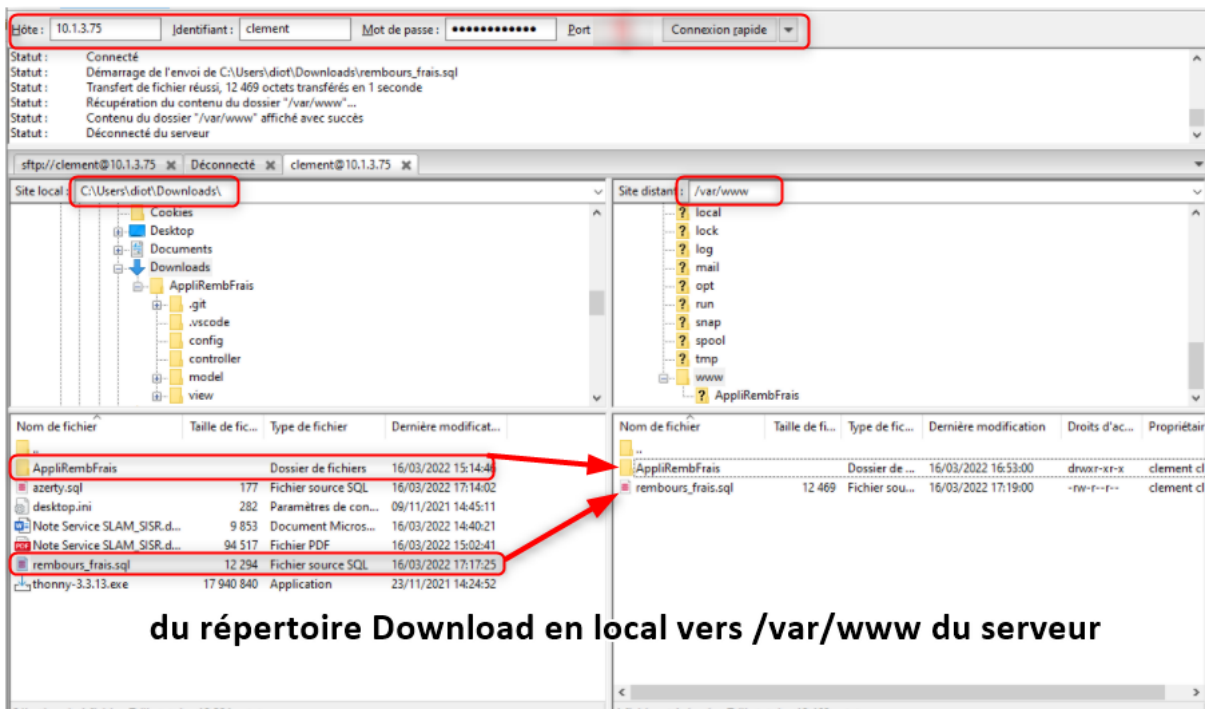 Hôte : 10.1.3.75 Identifiant : clement Mot de passe : ●●●●●●●●●●●● Port Connexion rapide
Statut : Connecté
Statut : Démarrage de l'envoi de C:\Users\diot\Downloads\rembours_frais.sql
Statut : Transfert de fichier réussi, 12 469 octets transférés en 1 seconde
Statut : Récupération du contenu du dossier "/var/www"...
Statut : Contenu du dossier "/var/www" affiché avec succès
Statut : Déconnecté du serveur
sftp://clement@10.1.3.75 Déconnecté clement@10.1.3.75
Site local : C:\Users\diot\Downloads\
Cookies
Desktop
Documents
Downloads
AppliRembFrais
.git
.vscode
config
controller
model
view
Site distant : /var/www
local
lock
log
mail
opt
run
snap
spool
tmp
www
AppliRembFrais
Nom de fichier Taille de fic... Type de fichier Dernière modificat...
..
AppliRembFrais Dossier de fichiers 16/03/2022 15:14:46
azerty.sql 177 Fichier source SQL 16/03/2022 17:14:02
desktop.ini 282 Paramètres de con... 09/11/2021 14:45:11
Note Service SLAM_SISR.d... 9 853 Document Micros... 16/03/2022 14:40:21
Note Service SLAM_SISR.d... 94 517 Fichier PDF 16/03/2022 15:02:41
rembours_frais.sql 12 294 Fichier source SQL 16/03/2022 17:17:25
thonny-3.3.13.exe 17 940 840 Application 23/11/2021 14:24:52
Nom de fichier Taille de fi... Type de fic... Dernière modification Droits d'ac... Propriétair
..
AppliRembFrais Dossier de ... 16/03/2022 16:53:00 drwxr-xr-x clement cl
rembours_frais.sql 12 469 Fichier sou... 16/03/2022 17:19:00 -rw-r--r-- clement cl
du répertoire Download en local vers /var/www du serveur